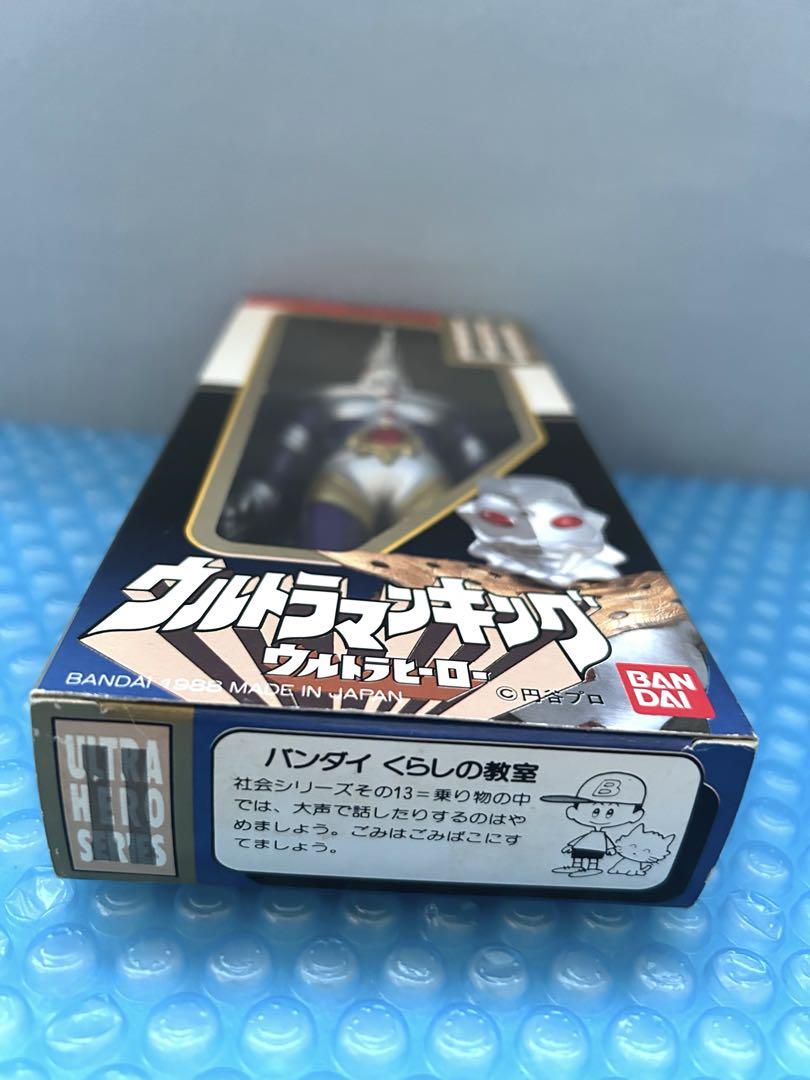 ウルトラマンキング
ウルトラヒーロー
BANDAI 1988 MADE IN JAPAN
©円谷プロ
BAN
DAI
ULTRA
HERO
SERIES
バンダイ くらしの教室
社会シリーズその13=乗り物の中
では、大声で話したりするのはや
めましょう。ごみはごみばこにす
てましょう。
B